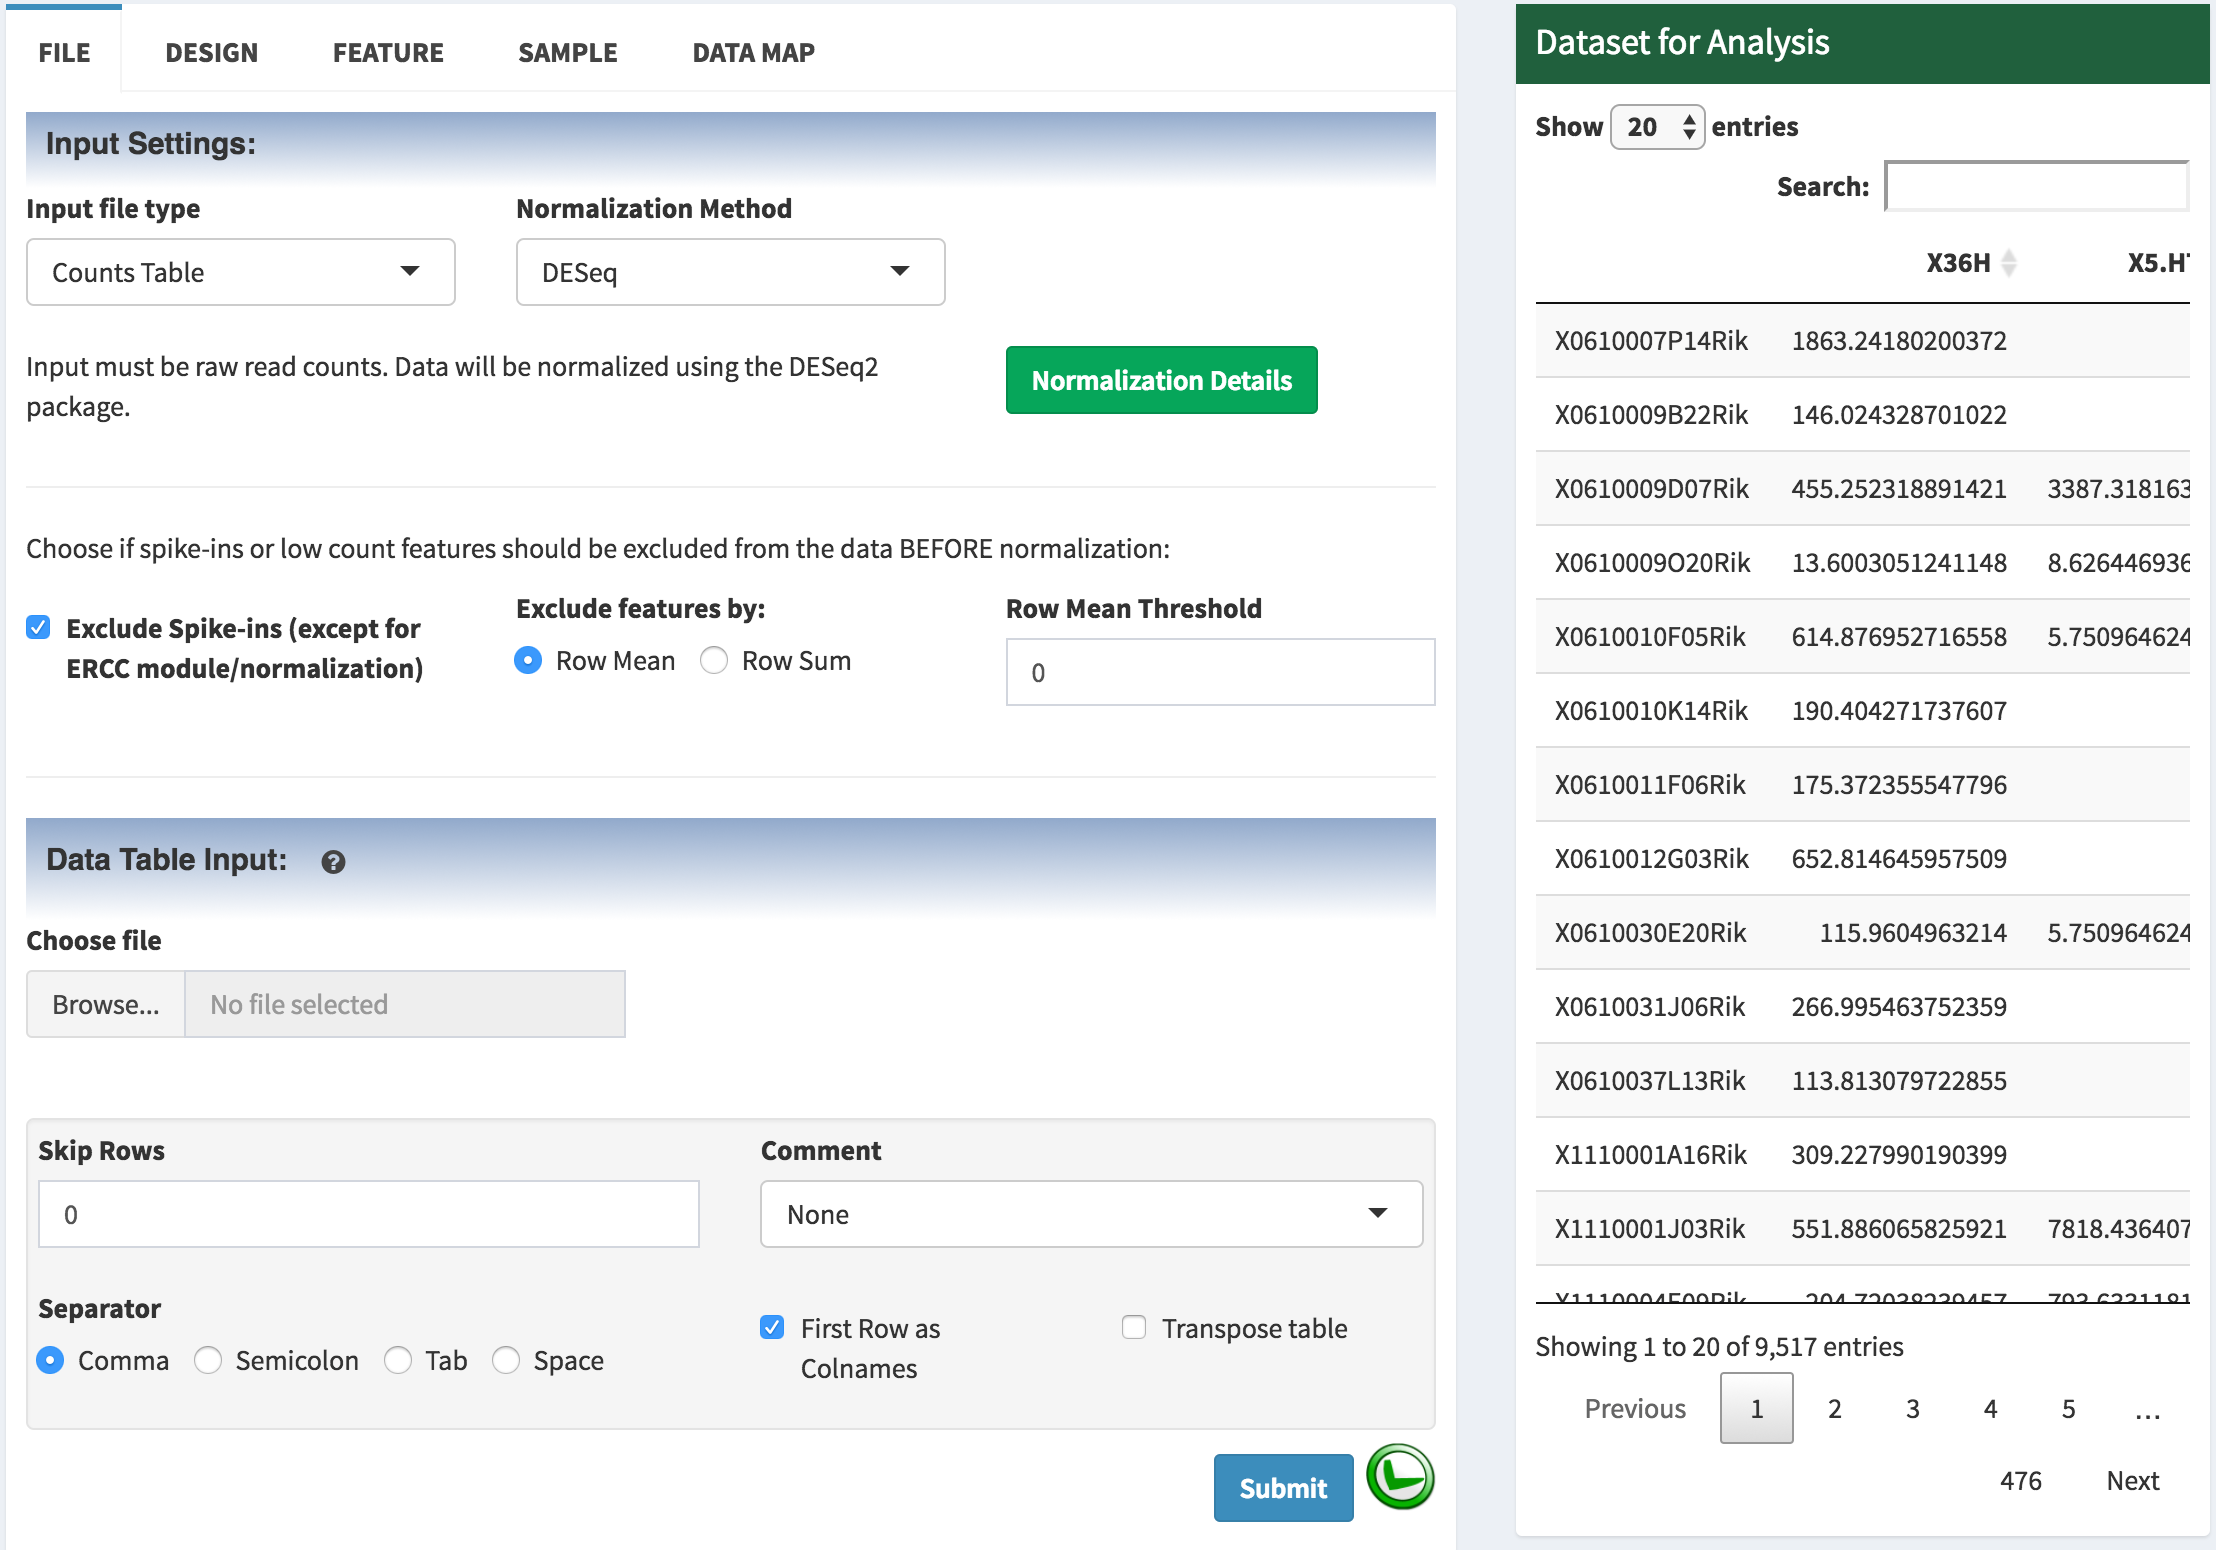 FILE DESIGN FEATURE SAMPLE DATA MAP
Input Settings:
Input file type Normalization Method
Counts Table DESeq
Input must be raw read counts. Data will be normalized using the DESeq2
package.
Normalization Details
Choose if spike-ins or low count features should be excluded from the data BEFORE normalization:
Exclude Spike-ins (except for
ERCC module/normalization)
Exclude features by:
Row Mean Row Sum
Row Mean Threshold
0
Data Table Input: ?
Choose file
Browse... No file selected
Skip Rows
0
Comment
None
Separator
Comma Semicolon Tab Space
First Row as
Colnames
Transpose table
Submit
Dataset for Analysis
Show 20 entries
Search:
X36H
X0610007P14Rik 1863.24180200372
X0610009B22Rik 146.024328701022
X0610009D07Rik 455.252318891421 3387.318163
X0610009O20Rik 13.6003051241148 8.626446936
X0610010F05Rik 614.876952716558 5.750964624
X0610010K14Rik 190.404271737607
X0610011F06Rik 175.372355547796
X0610012G03Rik 652.814645957509
X0610030E20Rik 115.9604963214 5.750964624
X0610031J06Rik 266.995463752359
X0610037L13Rik 113.813079722855
X1110001A16Rik 309.227990190399
X1110001J03Rik 551.886065825921 7818.436407
Showing 1 to 20 of 9,517 entries
Previous 1 2 3 4 5 ...
476 Next